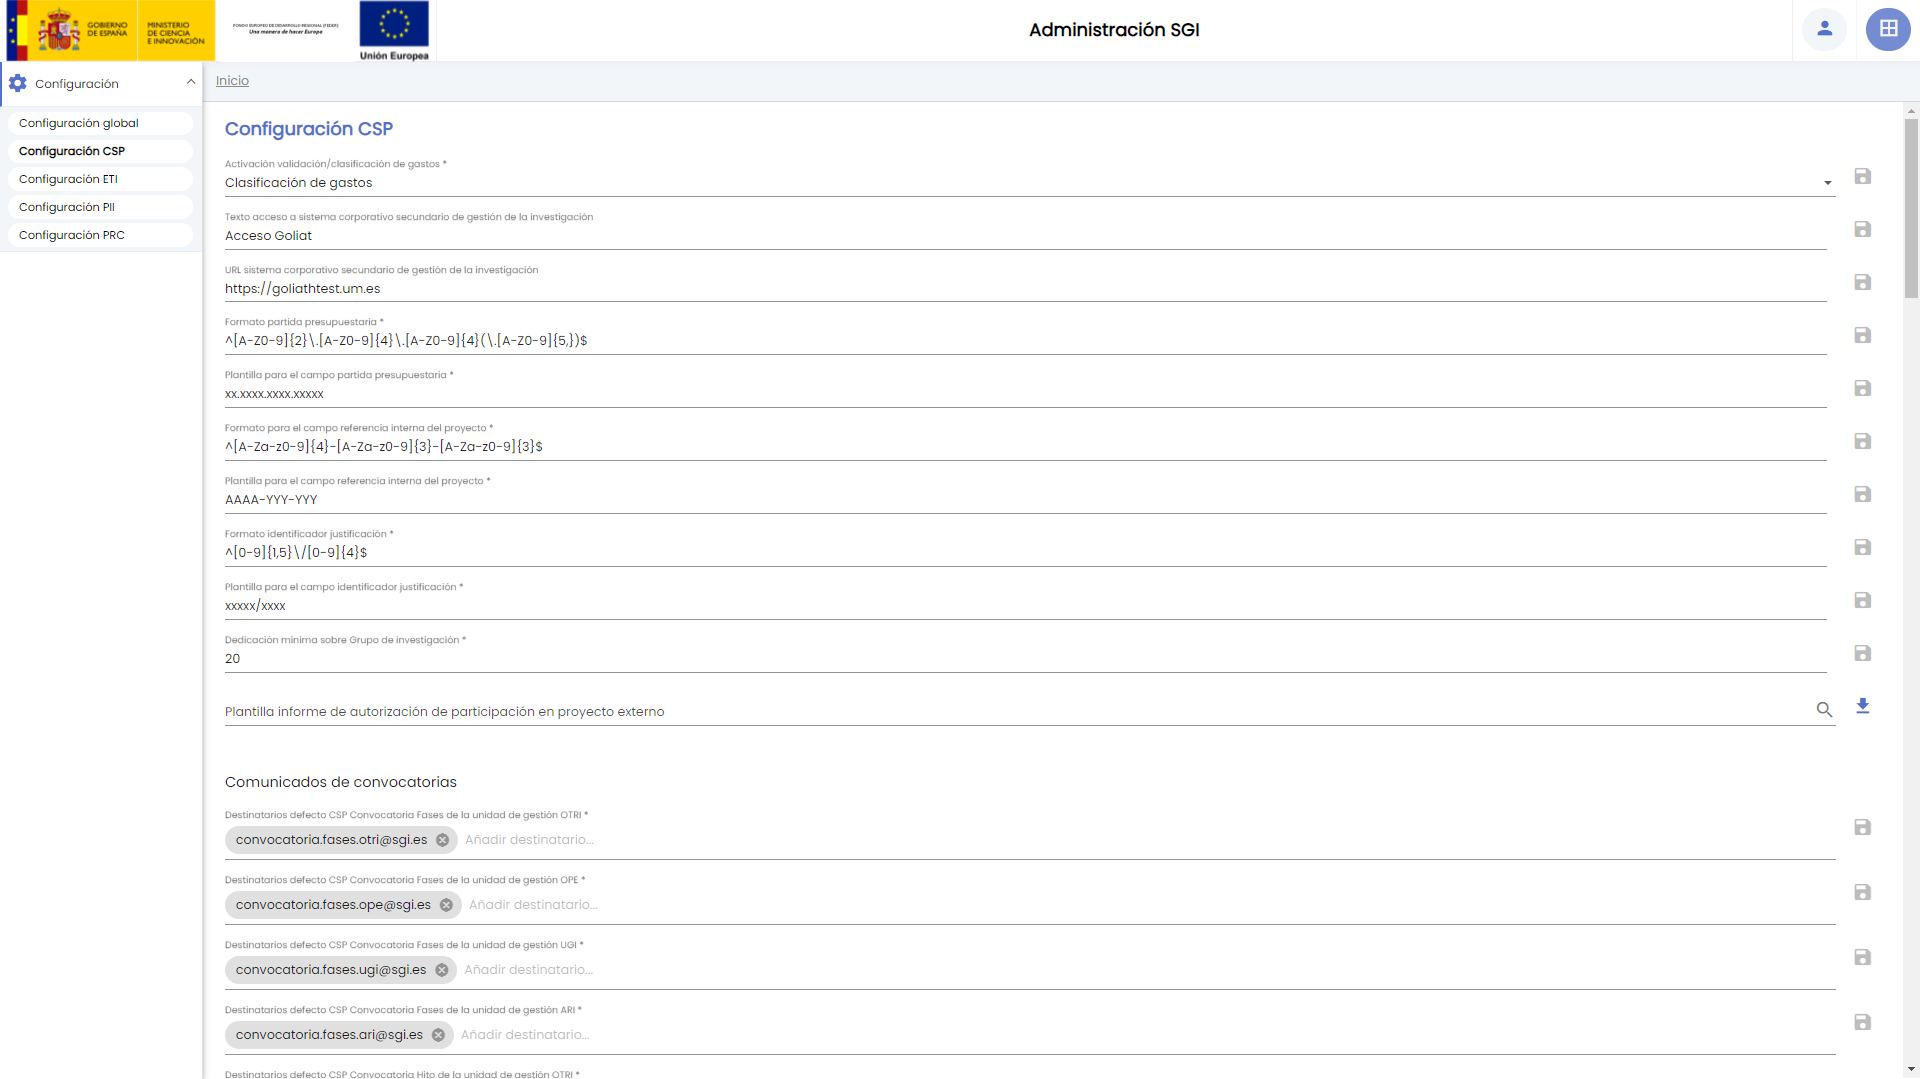 GOBIERNO
DE ESPAÑA
MINISTERIO
DE CIENCIA
E INNOVACIÓN
FONDO EUROPEO DE DESARROLLO REGIONAL (FEDER)
Una manera de hacer Europa
Unión Europea
Administración SGI
Configuración
Inicio
Configuración global
Configuración CSP
Configuración ETI
Configuración PII
Configuración PRC
Configuración CSP
Activación validación/clasificación de gastos *
Clasificación de gastos
Texto acceso a sistema corporativo secundario de gestión de la investigación
Acceso Goliat
URL sistema corporativo secundario de gestión de la investigación
https://goliathtest.um.es
Formato partida presupuestaria *
^[A-Z0-9]{2}\.[A-Z0-9]{4}\.[A-Z0-9]{4}(\.[A-Z0-9]{5,})$
Plantilla para el campo partida presupuestaria *
xx.xxxx.xxxx.xxxxx
Formato para el campo referencia interna del proyecto *
^[A-Za-z0-9]{4}-[A-Za-z0-9]{3}-[A-Za-z0-9]{3}$
Plantilla para el campo referencia interna del proyecto *
AAAA-YYY-YYY
Formato identificador justificación *
^[0-9]{1,5}\/[0-9]{4}$
Plantilla para el campo identificador justificación *
xxxxx/xxxx
Dedicación mínima sobre Grupo de investigación *
20
Plantilla informe de autorización de participación en proyecto externo
Comunicados de convocatorias
Destinatarios defecto CSP Convocatoria Fases de la unidad de gestión OTRI *
convocatoria.fases.otri@sgi.es Añadir destinatario...
Destinatarios defecto CSP Convocatoria Fases de la unidad de gestión OPE *
convocatoria.fases.ope@sgi.es Añadir destinatario...
Destinatarios defecto CSP Convocatoria Fases de la unidad de gestión UGI *
convocatoria.fases.ugi@sgi.es Añadir destinatario...
Destinatarios defecto CSP Convocatoria Fases de la unidad de gestión ARI *
convocatoria.fases.ari@sgi.es Añadir destinatario...
Destinatarios defecto CSP Convocatoria Hito de la unidad de gestión OTRI *